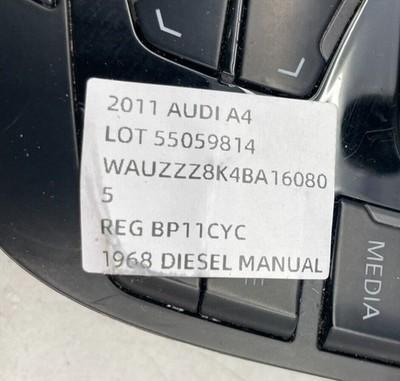 2011 AUDI A4
LOT 55059814
WAUZZZ8K4BA16080
5
REG BP11CYC
1968 DIESEL MANUAL
MEDIA